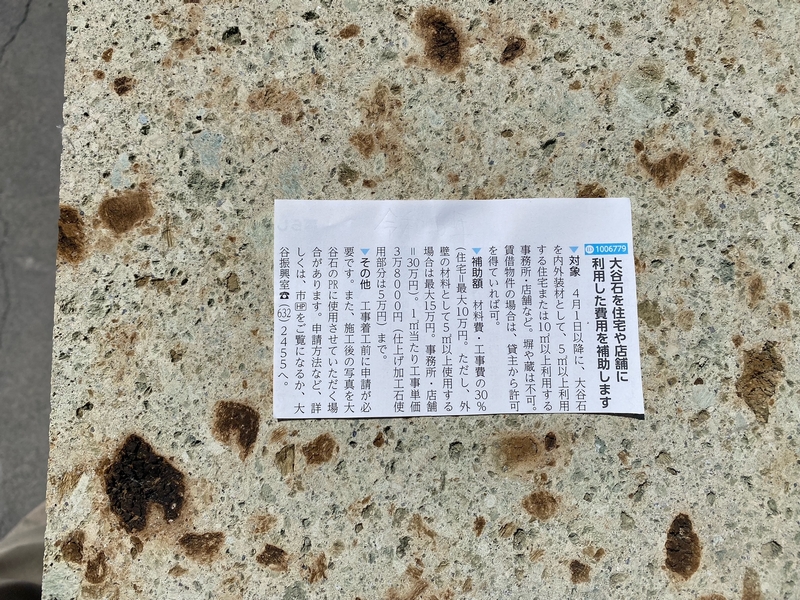 ID 1006779
大谷石を住宅や店舗に
利用した費用を補助します
▼対象 4月1日以降に、大谷石
を内外装材として、5㎡以上利用
する住宅または10㎡以上利用する
事務所・店舗など。塀や蔵は不可。
賃借物件の場合は、貸主から許可
を得ていれば可。
▼補助額 材料費・工事費の30%
(住宅=最大10万円。ただし、外
壁の材料として5㎡以上使用する
場合は最大15万円。事務所・店舗
=30万円)。1㎡当たり工事単価
3万8000円(仕上げ加工石使
用部分は5万円)まで。
▼その他 工事着工前に申請が必
要です。また、施工後の写真を大
谷石のPRに使用させていただく場
合があります。申請方法など、詳
しくは、市HPをご覧になるか、大
谷振興室☎(632)2455へ。